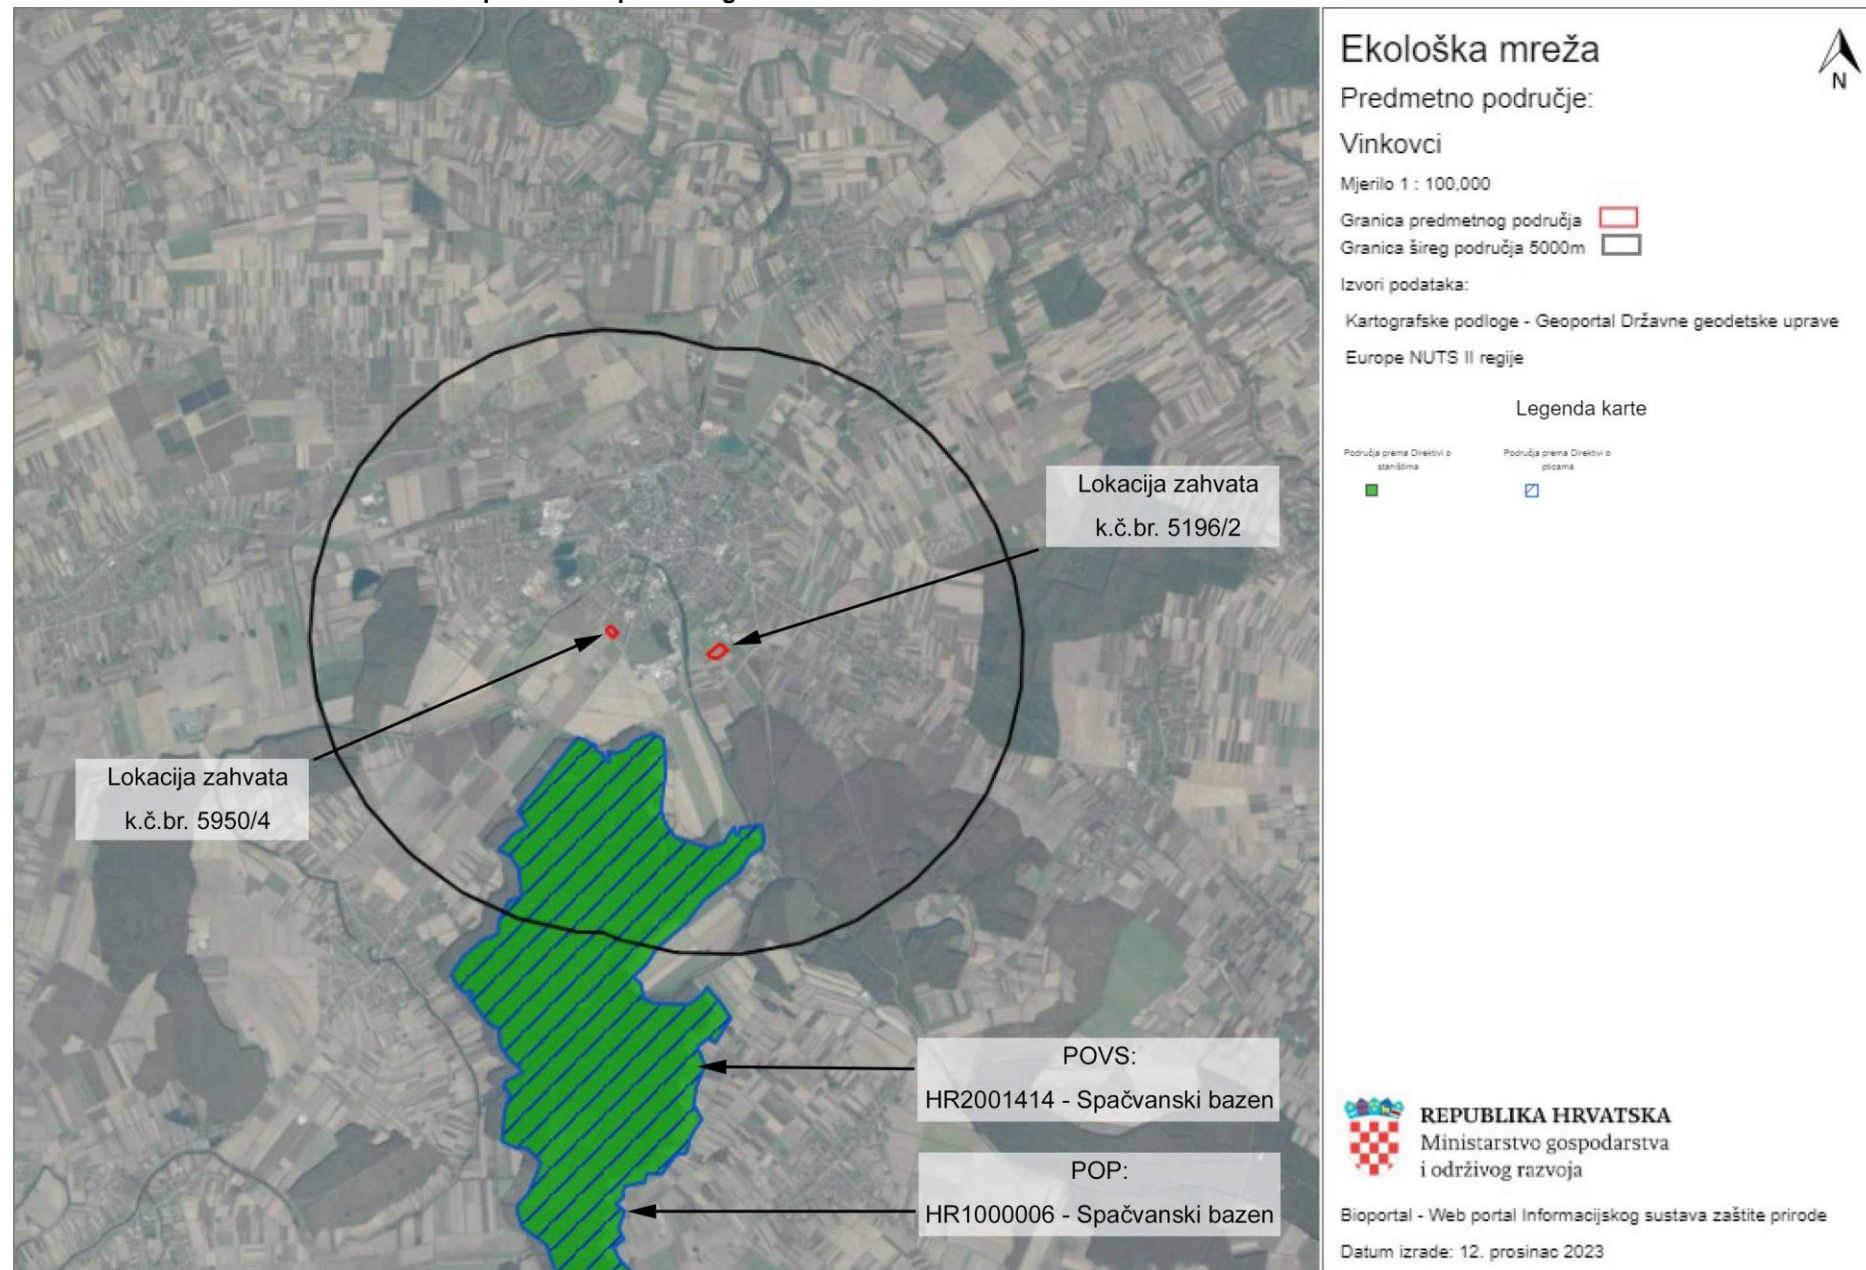 Lokacija zahvata
k.č.br. 5196/2
Lokacija zahvata
k.č.br. 5950/4
POVS:
HR2001414 - Spačvanski bazen
POP:
HR1000006 - Spačvanski bazen
Ekološka mreža
N
Predmetno područje:
Vinkovci
Mjerilo 1 : 100,000
Granica predmetnog područja
Granica šireg područja 5000m
Izvori podataka:
Kartografske podloge - Geoportal Državne geodetske uprave
Europe NUTS II regije
Legenda karte
Područja prema Direktivi o
staništima
Područja prema Direktivi o
pticama
REPUBLIKA HRVATSKA
Ministarstvo gospodarstva
i održivog razvoja
Bioportal - Web portal Informacijskog sustava zaštite prirode
Datum izrade: 12. prosinac 2023